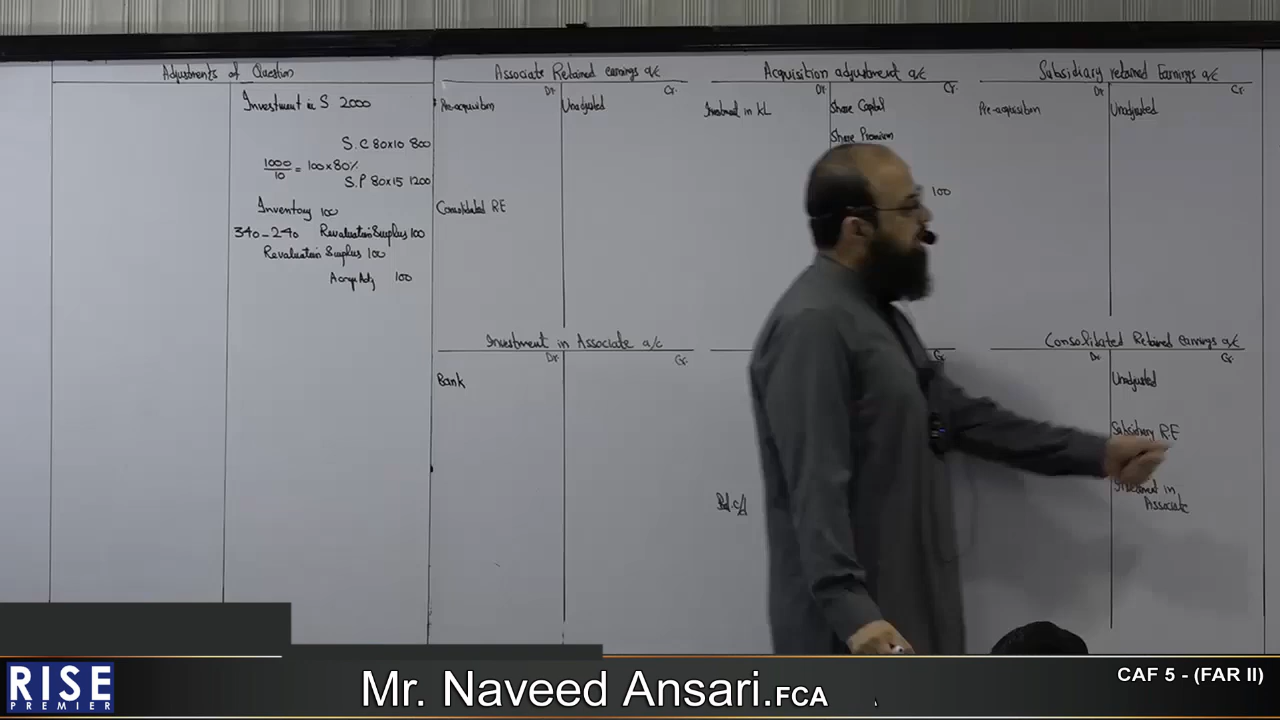 Adjustments of Question
Investment in S 2000
S.C 80x10 800
1000/10 = 100x80%
S.P 80x15 1200
Inventory 100
340-240 Revaluation Surplus 100
Revaluation Surplus 100
100
Associate Retained earnings a/c
Dr. Cr.
Pre-acquisition Unadjusted
Consolidated RE
Investment in Associate a/c
Dr. Cr.
Bank
Acquisition adjustment a/c
Dr. Cr.
Investment in KL Share Capital
Share Premium
100
Cr.
Bal. c/d
Subsidiary retained Earnings a/c
Dr. Cr.
Pre-acquisition Unadjusted
Consolidated Retained earnings a/c
Dr. Cr.
Unadjusted
Subsidiary RE
Investment in
Associate
RISE
PREMIER
Mr. Naveed Ansari.FCA
CAF 5 - (FAR II)